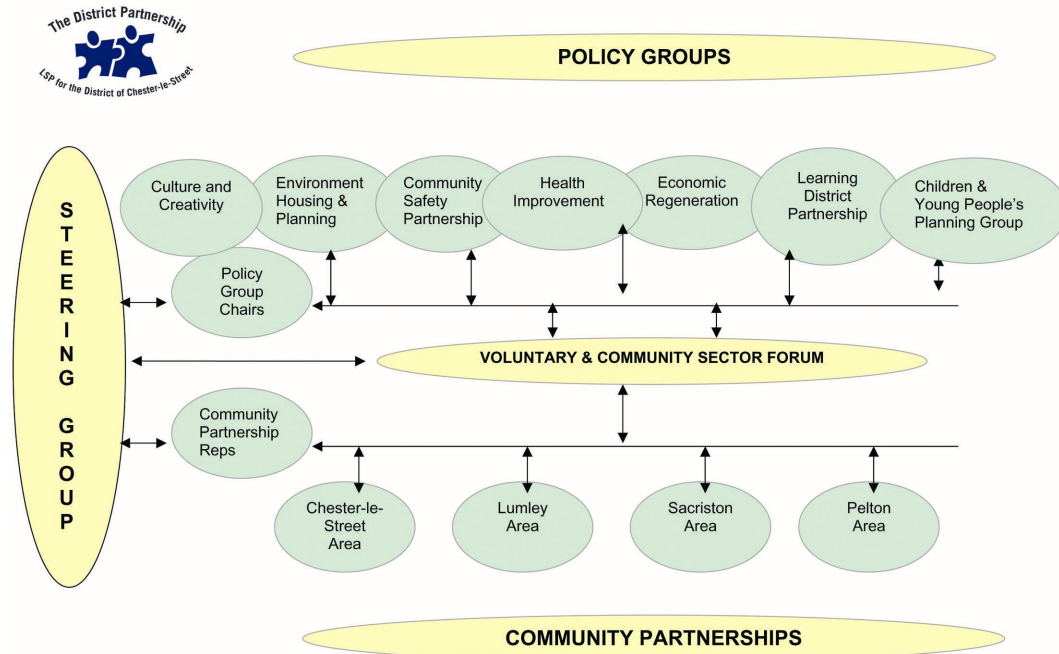 The District Partnership
LSP for the District of Chester-le-Street
POLICY GROUPS
STEERING GROUP
Culture and
Creativity
Environment
Housing &
Planning
Community
Safety
Partnership
Health
Improvement
Economic
Regeneration
Learning
District
Partnership
Children &
Young People's
Planning Group
Policy
Group
Chairs
VOLUNTARY & COMMUNITY SECTOR FORUM
Community
Partnership
Reps
Chester-le-
Street
Area
Lumley
Area
Sacriston
Area
Pelton
Area
COMMUNITY PARTNERSHIPS